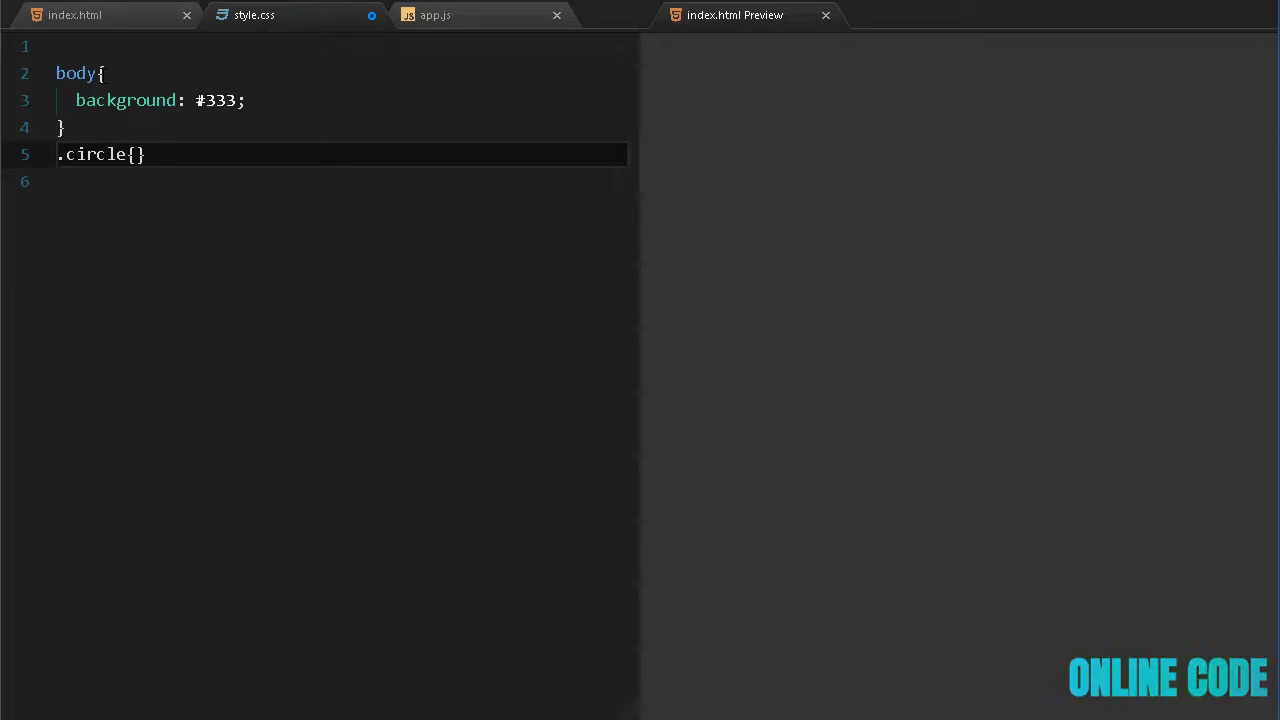 index.html
style.css
app.js
index.html Preview
1
2 body{
3 background: #333;
4 }
5 .circle{}
6
ONLINE CODE